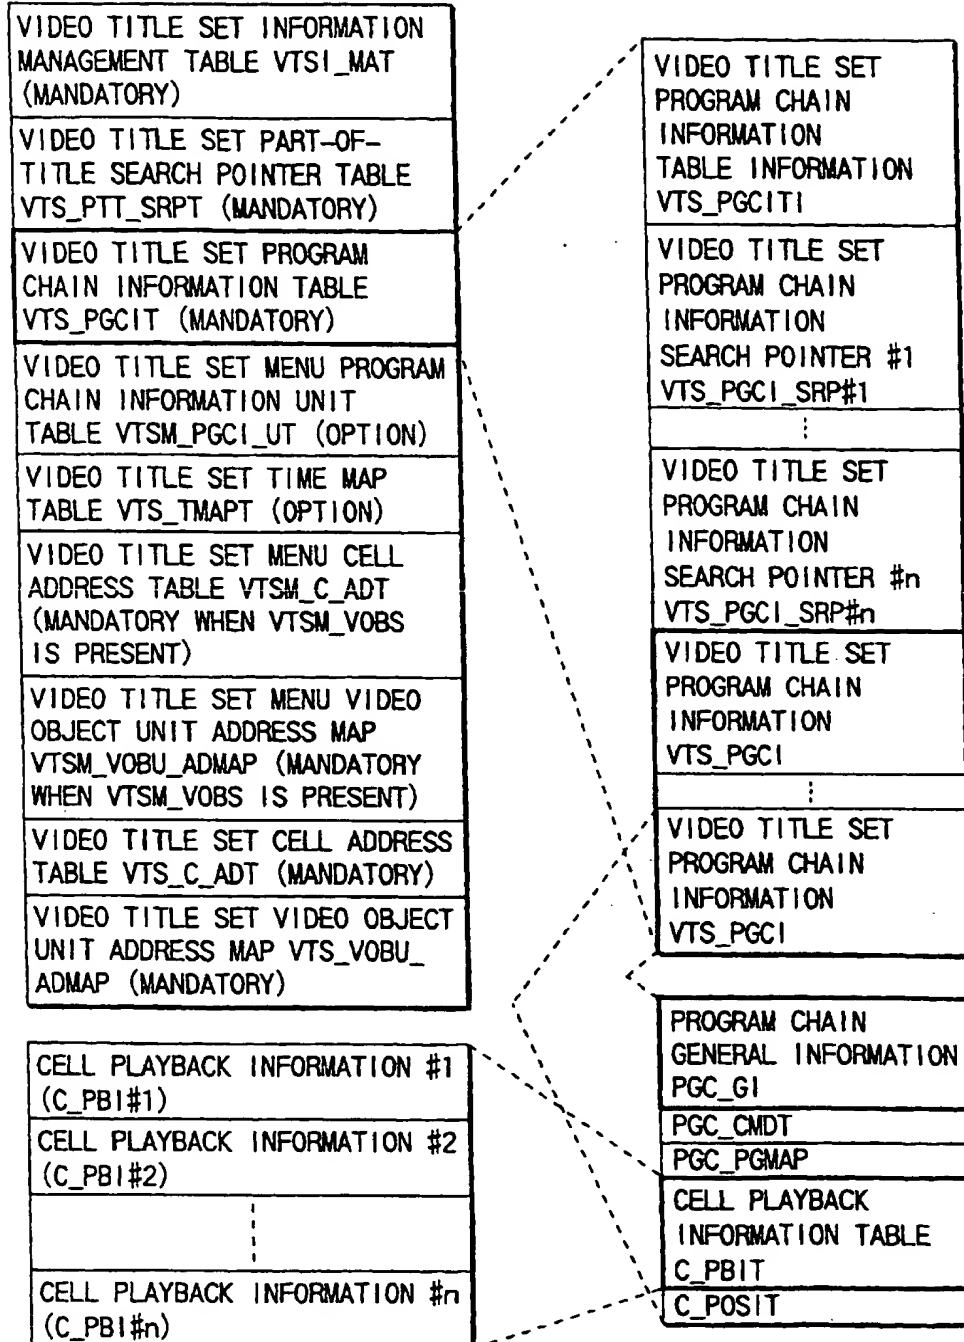 VIDEO TITLE SET INFORMATION
MANAGEMENT TABLE VTSI_MAT
(MANDATORY)
VIDEO TITLE SET PART-OF-
TITLE SEARCH POINTER TABLE
VTS_PTT_SRPT (MANDATORY)
VIDEO TITLE SET PROGRAM
CHAIN INFORMATION TABLE
VTS_PGCIT (MANDATORY)
VIDEO TITLE SET MENU PROGRAM
CHAIN INFORMATION UNIT
TABLE VTSM_PGCI_UT (OPTION)
VIDEO TITLE SET TIME MAP
TABLE VTS_TMAPT (OPTION)
VIDEO TITLE SET MENU CELL
ADDRESS TABLE VTSM_C_ADT
(MANDATORY WHEN VTSM_VOBS
IS PRESENT)
VIDEO TITLE SET MENU VIDEO
OBJECT UNIT ADDRESS MAP
VTSM_VOBU_ADMAP (MANDATORY
WHEN VTSM_VOBS IS PRESENT)
VIDEO TITLE SET CELL ADDRESS
TABLE VTS_C_ADT (MANDATORY)
VIDEO TITLE SET VIDEO OBJECT
UNIT ADDRESS MAP VTS_VOBU_
ADMAP (MANDATORY)
VIDEO TITLE SET
PROGRAM CHAIN
INFORMATION
TABLE INFORMATION
VTS_PGCITI
VIDEO TITLE SET
PROGRAM CHAIN
INFORMATION
SEARCH POINTER #1
VTS_PGCI_SRP#1
VIDEO TITLE SET
PROGRAM CHAIN
INFORMATION
SEARCH POINTER #n
VTS_PGCI_SRP#n
VIDEO TITLE SET
PROGRAM CHAIN
INFORMATION
VTS_PGCI
VIDEO TITLE SET
PROGRAM CHAIN
INFORMATION
VTS_PGCI
PROGRAM CHAIN
GENERAL INFORMATION
PGC_GI
PGC_CMDT
PGC_PGMAP
CELL PLAYBACK
INFORMATION TABLE
C_PBIT
C_POSIT
CELL PLAYBACK INFORMATION #1
(C_PBI#1)
CELL PLAYBACK INFORMATION #2
(C_PBI#2)
CELL PLAYBACK INFORMATION #n
(C_PBI#n)